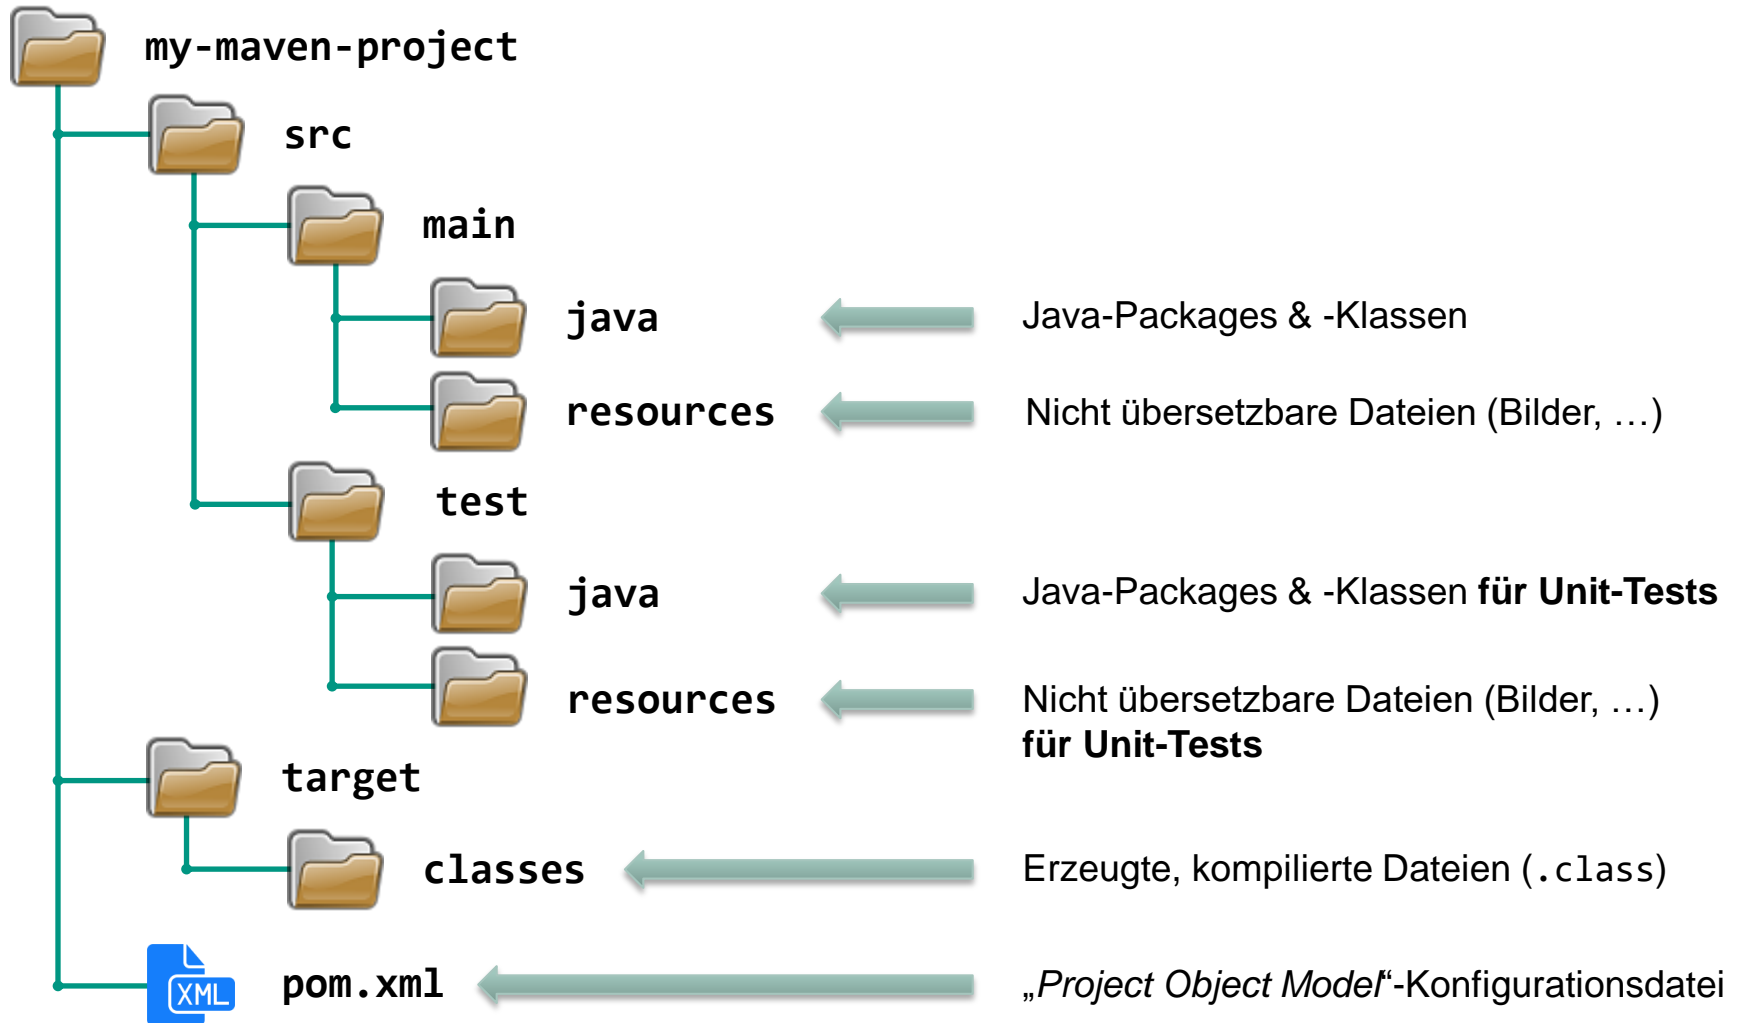 my-maven-project
src
main
java
Java-Packages & -Klassen
resources
Nicht übersetzbare Dateien (Bilder, …)
test
java
Java-Packages & -Klassen für Unit-Tests
resources
Nicht übersetzbare Dateien (Bilder, …)
für Unit-Tests
target
classes
Erzeugte, kompilierte Dateien (.class)
XML
pom.xml
„Project Object Model“-Konfigurationsdatei